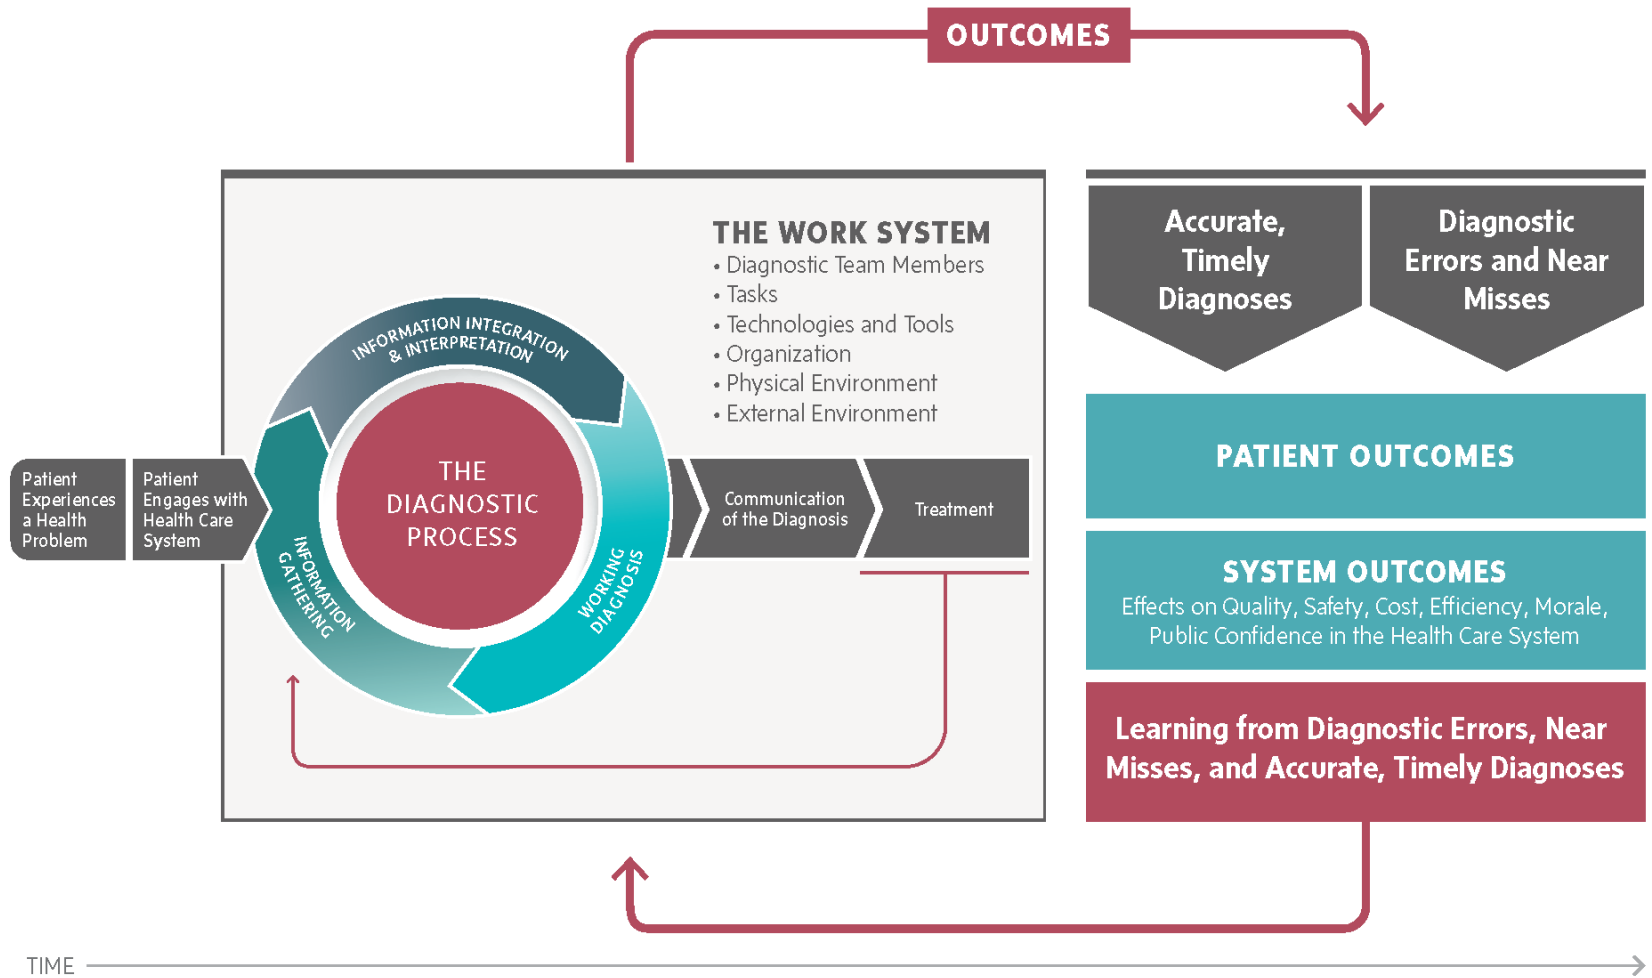 OUTCOMES
THE WORK SYSTEM
• Diagnostic Team Members
• Tasks
• Technologies and Tools
• Organization
• Physical Environment
• External Environment
Patient
Experiences
a Health
Problem
Patient
Engages with
Health Care
System
INFORMATION INTEGRATION
& INTERPRETATION
THE
DIAGNOSTIC
PROCESS
INFORMATION
GATHERING
WORKING
DIAGNOSIS
Communication
of the Diagnosis
Treatment
Accurate,
Timely
Diagnoses
Diagnostic
Errors and Near
Misses
PATIENT OUTCOMES
SYSTEM OUTCOMES
Effects on Quality, Safety, Cost, Efficiency, Morale,
Public Confidence in the Health Care System
Learning from Diagnostic Errors, Near
Misses, and Accurate, Timely Diagnoses
TIME